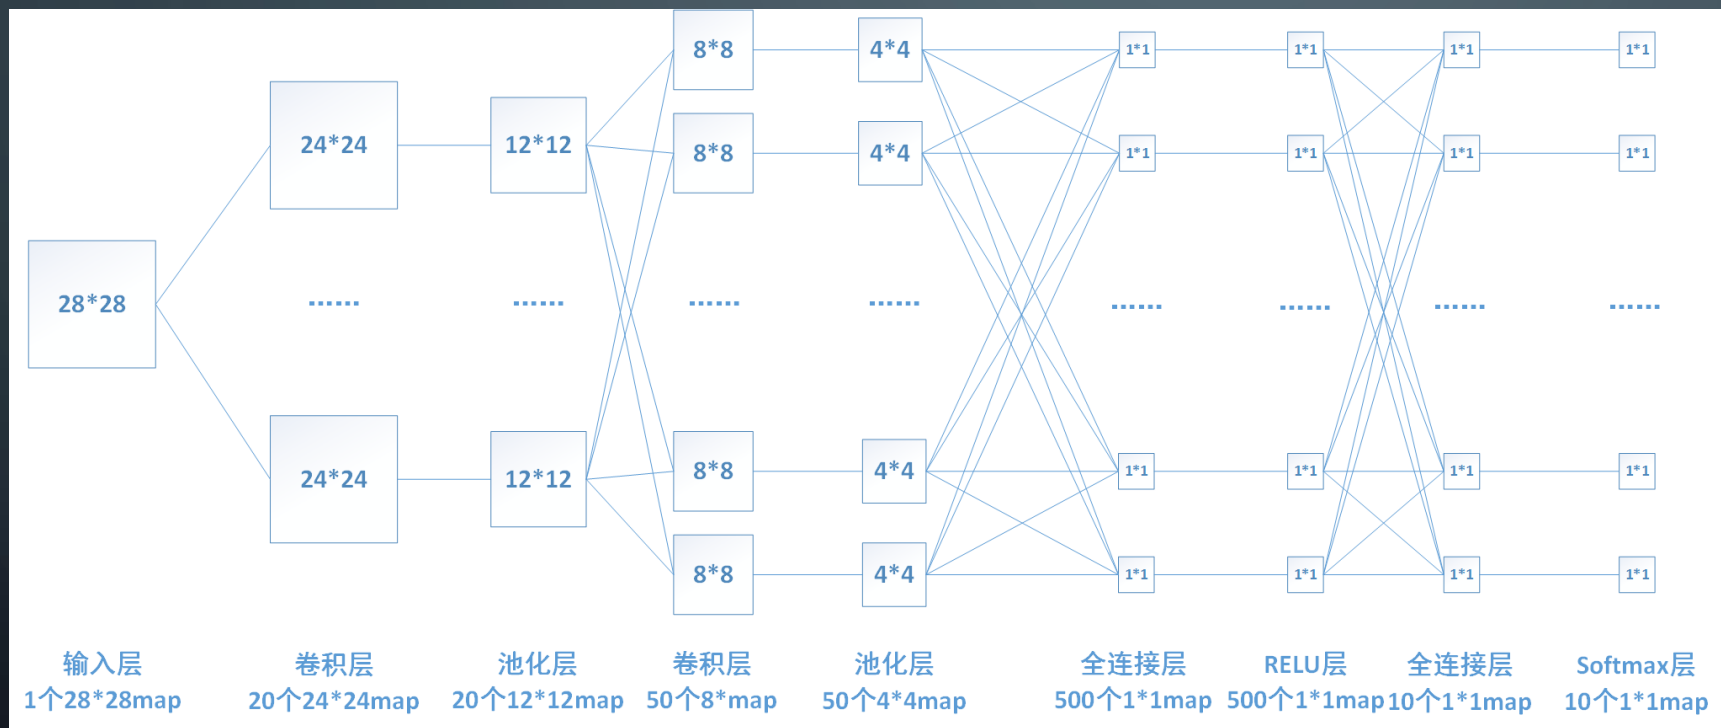 8*8
4*4
1*1
1*1
1*1
1*1
24*24
12*12
8*8
4*4
1*1
1*1
1*1
1*1
28*28
......
......
......
......
......
......
......
......
24*24
12*12
8*8
4*4
1*1
1*1
1*1
1*1
8*8
4*4
1*1
1*1
1*1
1*1
输入层
1个28*28map
卷积层
20个24*24map
池化层
20个12*12map
卷积层
50个8*map
池化层
50个4*4map
全连接层
500个1*1map
RELU层
500个1*1map
全连接层
10个1*1map
Softmax层
10个1*1map